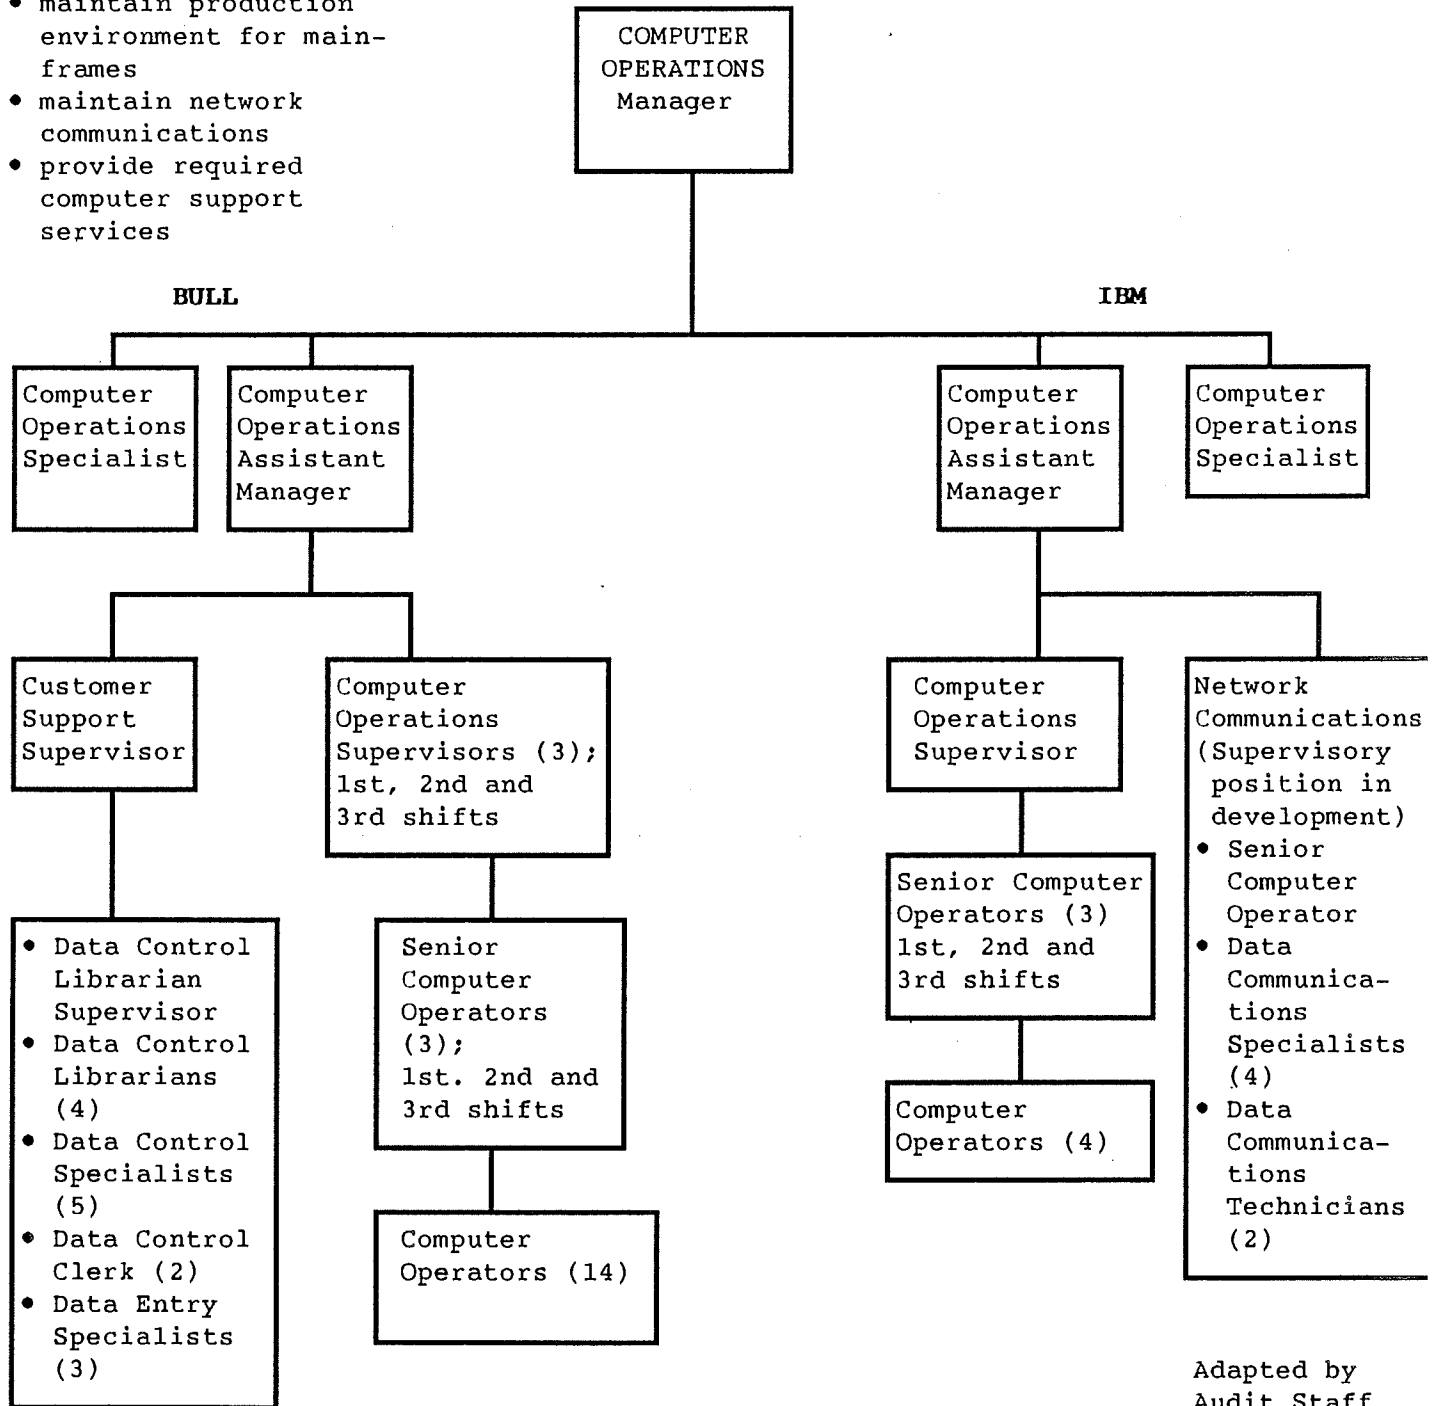 • maintain production
environment for main-
frames
• maintain network
communications
• provide required
computer support
services
COMPUTER
OPERATIONS
Manager
BULL
IBM
Computer
Operations
Specialist
Computer
Operations
Assistant
Manager
Computer
Operations
Assistant
Manager
Computer
Operations
Specialist
Customer
Support
Supervisor
Computer
Operations
Supervisors (3);
1st, 2nd and
3rd shifts
Computer
Operations
Supervisor
Network
Communications
(Supervisory
position in
development)
• Senior
Computer
Operator
• Data
Communica-
tions
Specialists
(4)
• Data
Communica-
tions
Technicians
(2)
• Data Control
Librarian
Supervisor
• Data Control
Librarians
(4)
• Data Control
Specialists
(5)
• Data Control
Clerk (2)
• Data Entry
Specialists
(3)
Senior
Computer
Operators
(3);
1st. 2nd and
3rd shifts
Computer
Operators (14)
Senior Computer
Operators (3)
1st, 2nd and
3rd shifts
Computer
Operators (4)
Adapted by
Audit Staff